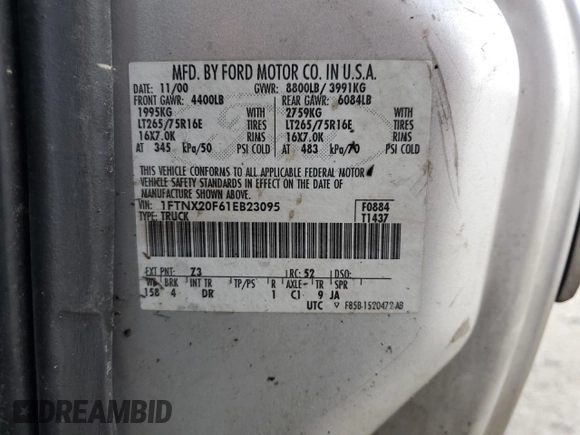 MFD. BY FORD MOTOR CO. IN U.S.A.
DATE: 11/00 GVWR: 8800LB/ 3991KG
FRONT GAWR: 4400LB REAR GAWR: 6084LB
1995KG WITH 2759KG WITH
LT265/75R16E TIRES LT265/75R16E TIRES
16X7.0K RIMS 16X7.0K RIMS
AT 345 kPa/50 PSI COLD AT 483 kPa/70 PSI COLD
THIS VEHICLE CONFORMS TO ALL APPLICABLE FEDERAL MOTOR
VEHICLE SAFETY STANDARDS IN EFFECT ON THE DATE OF
MANUFACTURE SHOWN ABOVE.
VIN: 1FTNX20F61EB23095 F0884
TYPE: TRUCK T1437
EXT PNT: Z3 RC: 52 DSO:
WB BRK INT TR TP/PS R AXLE TR SPR
158 4 DR 1 C1 9 JA
UTC F85B-1520472-AB
DREAMBID